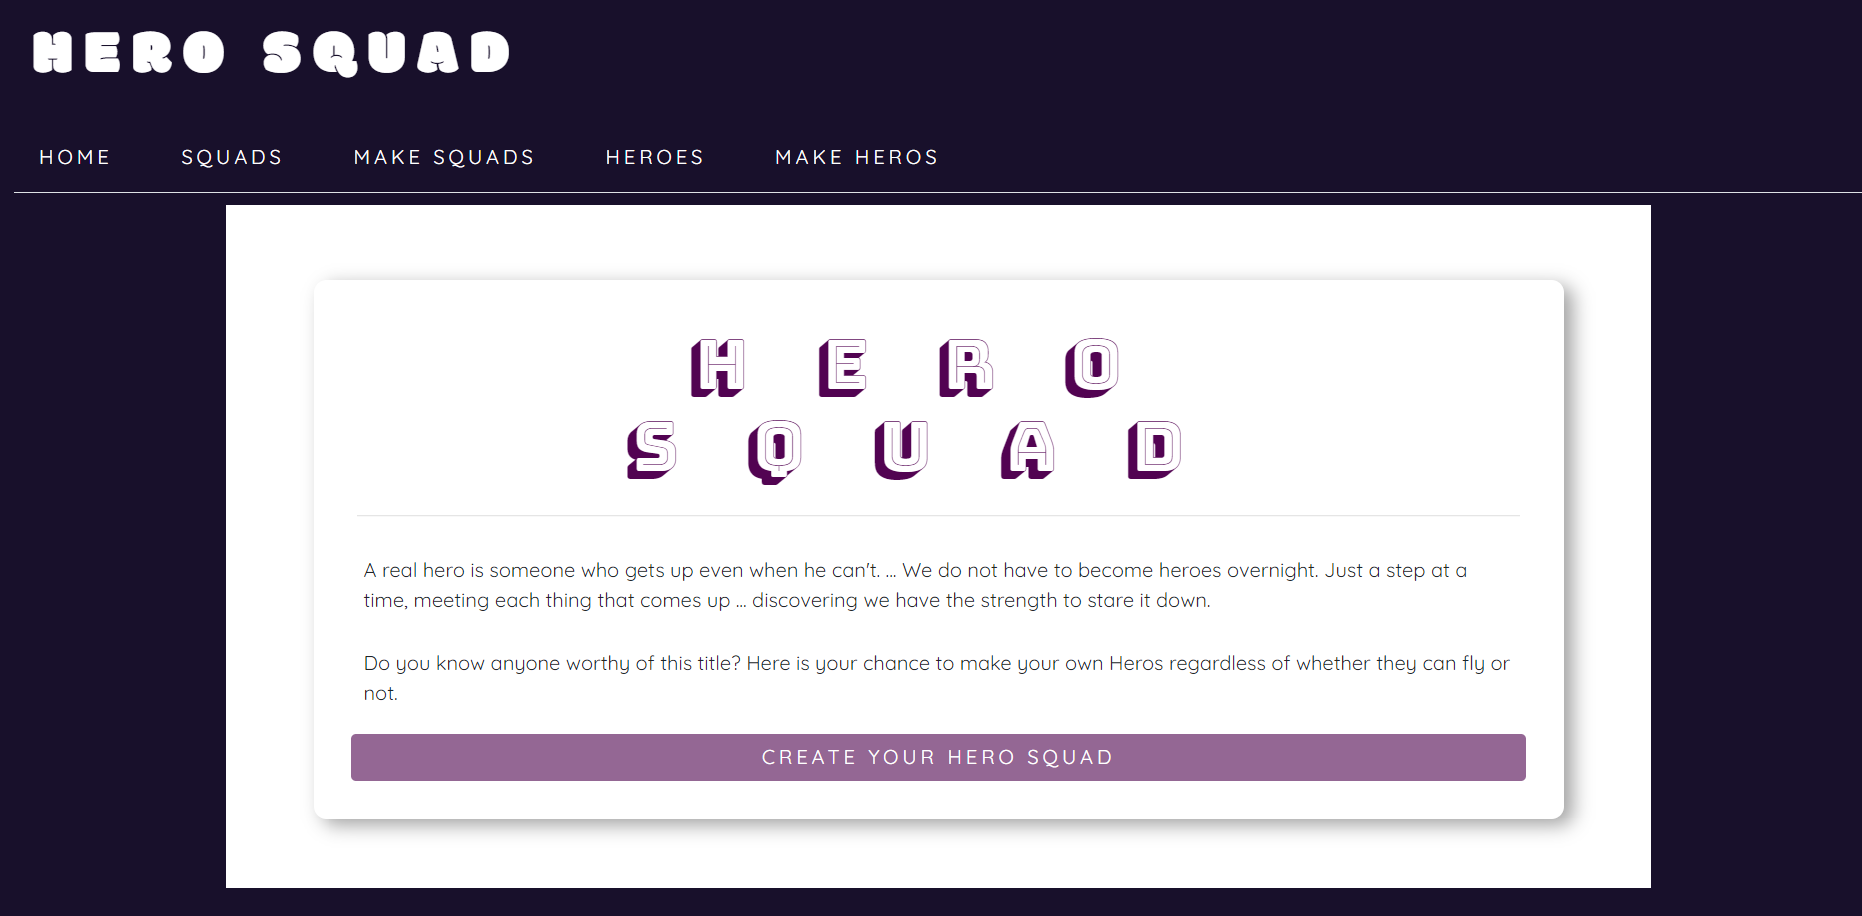 HERO SQUAD
HOME SQUADS MAKE SQUADS HEROES MAKE HEROS
HERO
SQUAD
A real hero is someone who gets up even when he can't. ... We do not have to become heroes overnight. Just a step at a
time, meeting each thing that comes up ... discovering we have the strength to stare it down.
Do you know anyone worthy of this title? Here is your chance to make your own Heros regardless of whether they can fly or
not.
CREATE YOUR HERO SQUAD